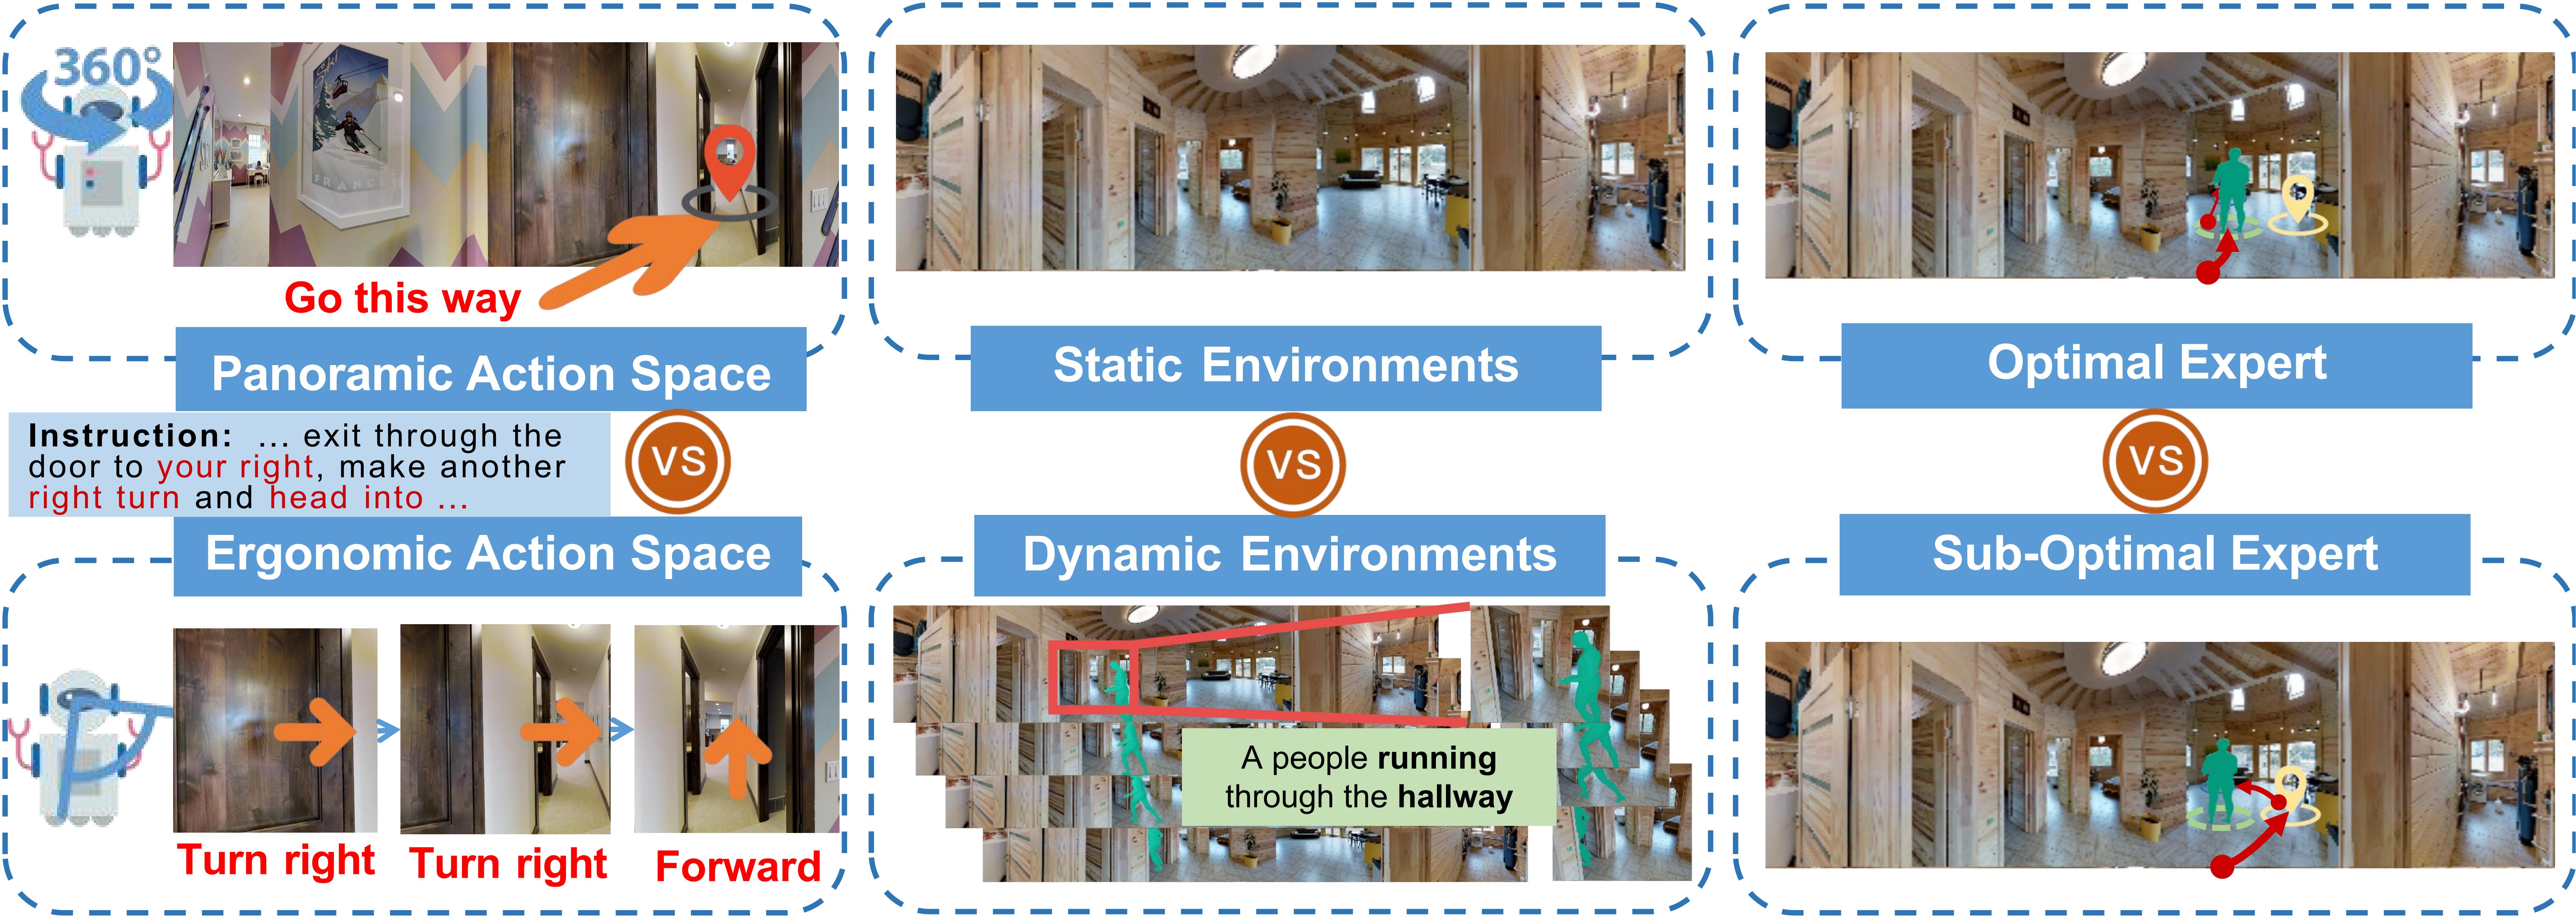 360°
SKI
FRANCE
Go this way
Panoramic Action Space
Instruction: ... exit through the
door to your right, make another
right turn and head into ...
VS
Ergonomic Action Space
Turn right
Turn right
Forward
Static Environments
VS
Dynamic Environments
A people running
through the hallway
Optimal Expert
VS
Sub-Optimal Expert